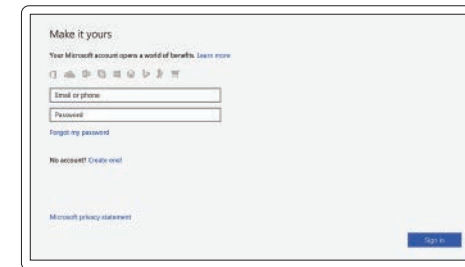 Make it yours
Your Microsoft account opens a world of benefits. Learn more
Email or phone
Password
Forgot my password
No account? Create one!
Microsoft privacy statement
Sign in